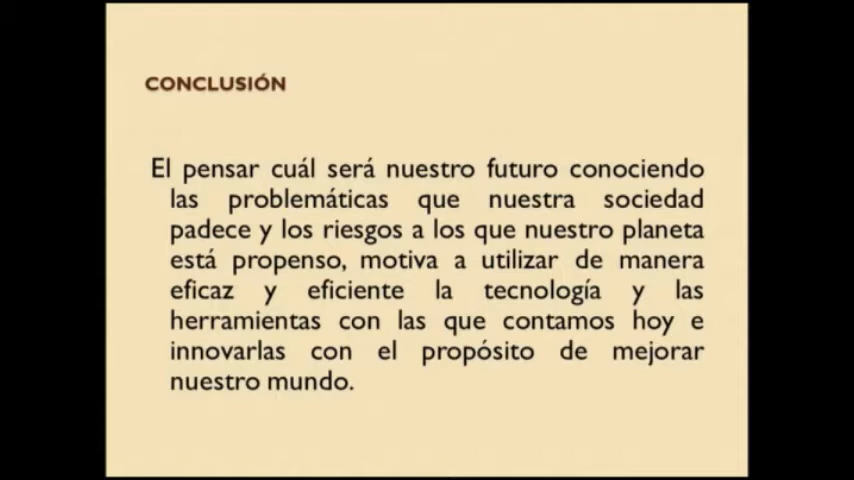 CONCLUSIÓN
El pensar cuál será nuestro futuro conociendo
las problemáticas que nuestra sociedad
padece y los riesgos a los que nuestro planeta
está propenso, motiva a utilizar de manera
eficaz y eficiente la tecnología y las
herramientas con las que contamos hoy e
innovarlas con el propósito de mejorar
nuestro mundo.